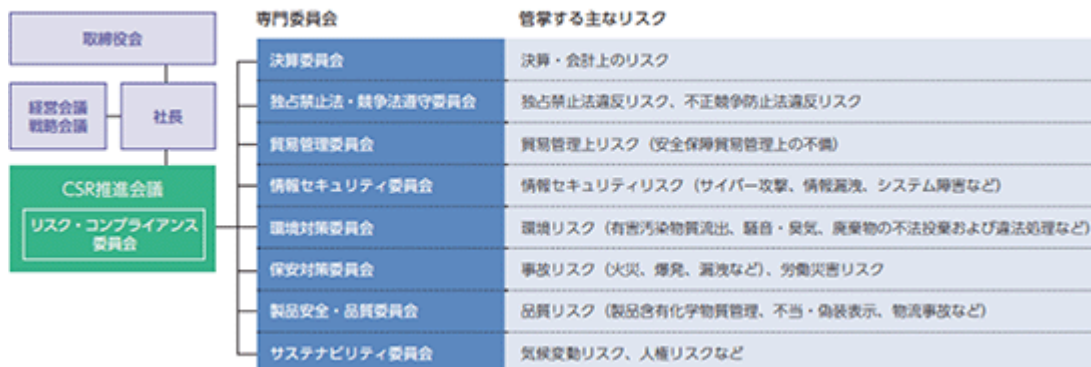 専門委員会
管掌する主なリスク
取締役会
経営会議
戦略会議
社長
CSR推進会議
リスク・コンプライアンス
委員会
決算委員会
決算・会計上のリスク
独占禁止法・競争法遵守委員会
独占禁止法違反リスク、不正競争防止法違反リスク
貿易管理委員会
貿易管理上リスク（安全保障貿易管理上の不備）
情報セキュリティ委員会
情報セキュリティリスク（サイバー攻撃、情報漏洩、システム障害など）
環境対策委員会
環境リスク（有害汚染物質流出、騒音・臭気、廃棄物の不法投棄および違法処理など）
保安対策委員会
事故リスク（火災、爆発、漏洩など）、労働災害リスク
製品安全・品質委員会
品質リスク（製品含有化学物質管理、不当・偽装表示、物流事故など）
サステナビリティ委員会
気候変動リスク、人権リスクなど